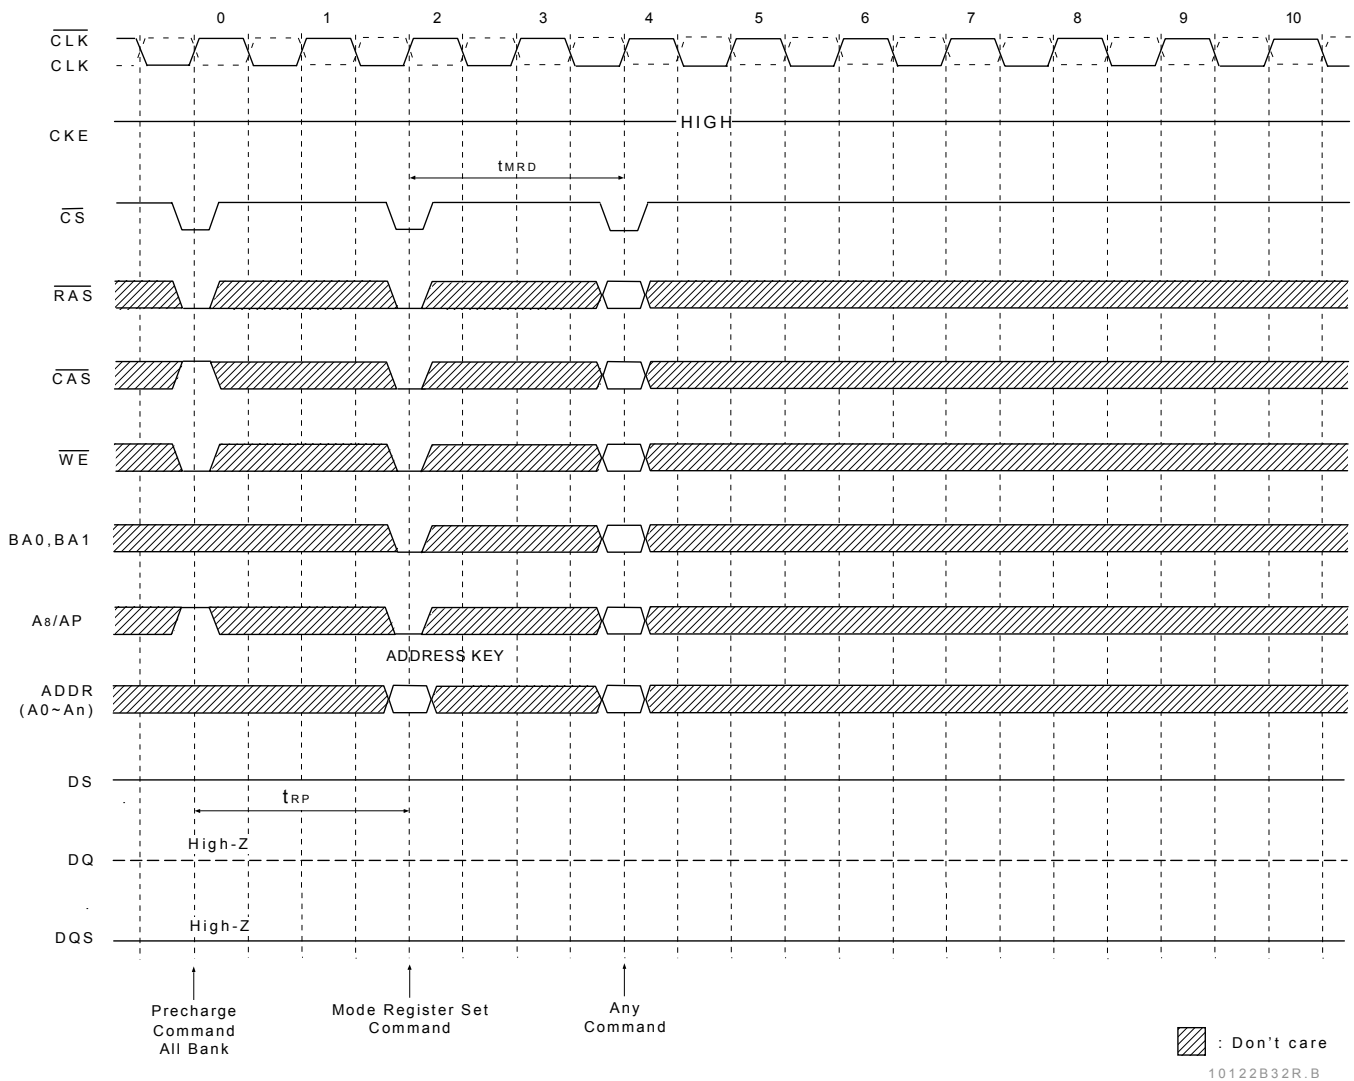 0 1 2 3 4 5 6 7 8 9 10
CLK
CLK
CKE
HIGH
tMRD
CS
RAS
CAS
WE
BA0,BA1
A8/AP
ADDRESS KEY
ADDR
(A0~An)
DS
tRP
High-Z
DQ
High-Z
DQS
Precharge
Command
All Bank
Mode Register Set
Command
Any
Command
: Don't care
10122B32R.B